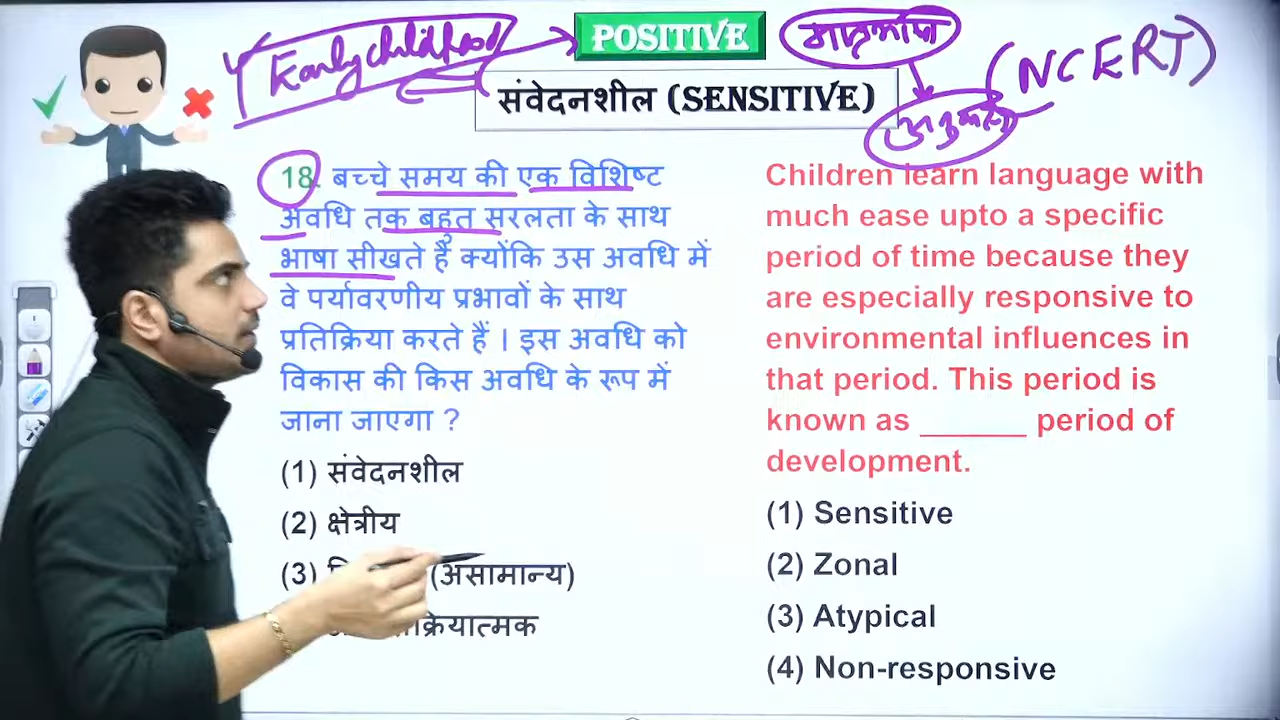 Early childhood
POSITIVE
(NCERT)
संवेदनशील (SENSITIVE)
18. बच्चे समय की एक विशिष्ट
अवधि तक बहुत सरलता के साथ
भाषा सीखते हैं क्योंकि उस अवधि में
वे पर्यावरणीय प्रभावों के साथ
प्रतिक्रिया करते हैं । इस अवधि को
विकास की किस अवधि के रूप में
जाना जाएगा ?
(1) संवेदनशील
(2) क्षेत्रीय
(3) (असामान्य)
Children learn language with
much ease upto a specific
period of time because they
are especially responsive to
environmental influences in
that period. This period is
known as ______ period of
development.
(1) Sensitive
(2) Zonal
(3) Atypical
(4) Non-responsive